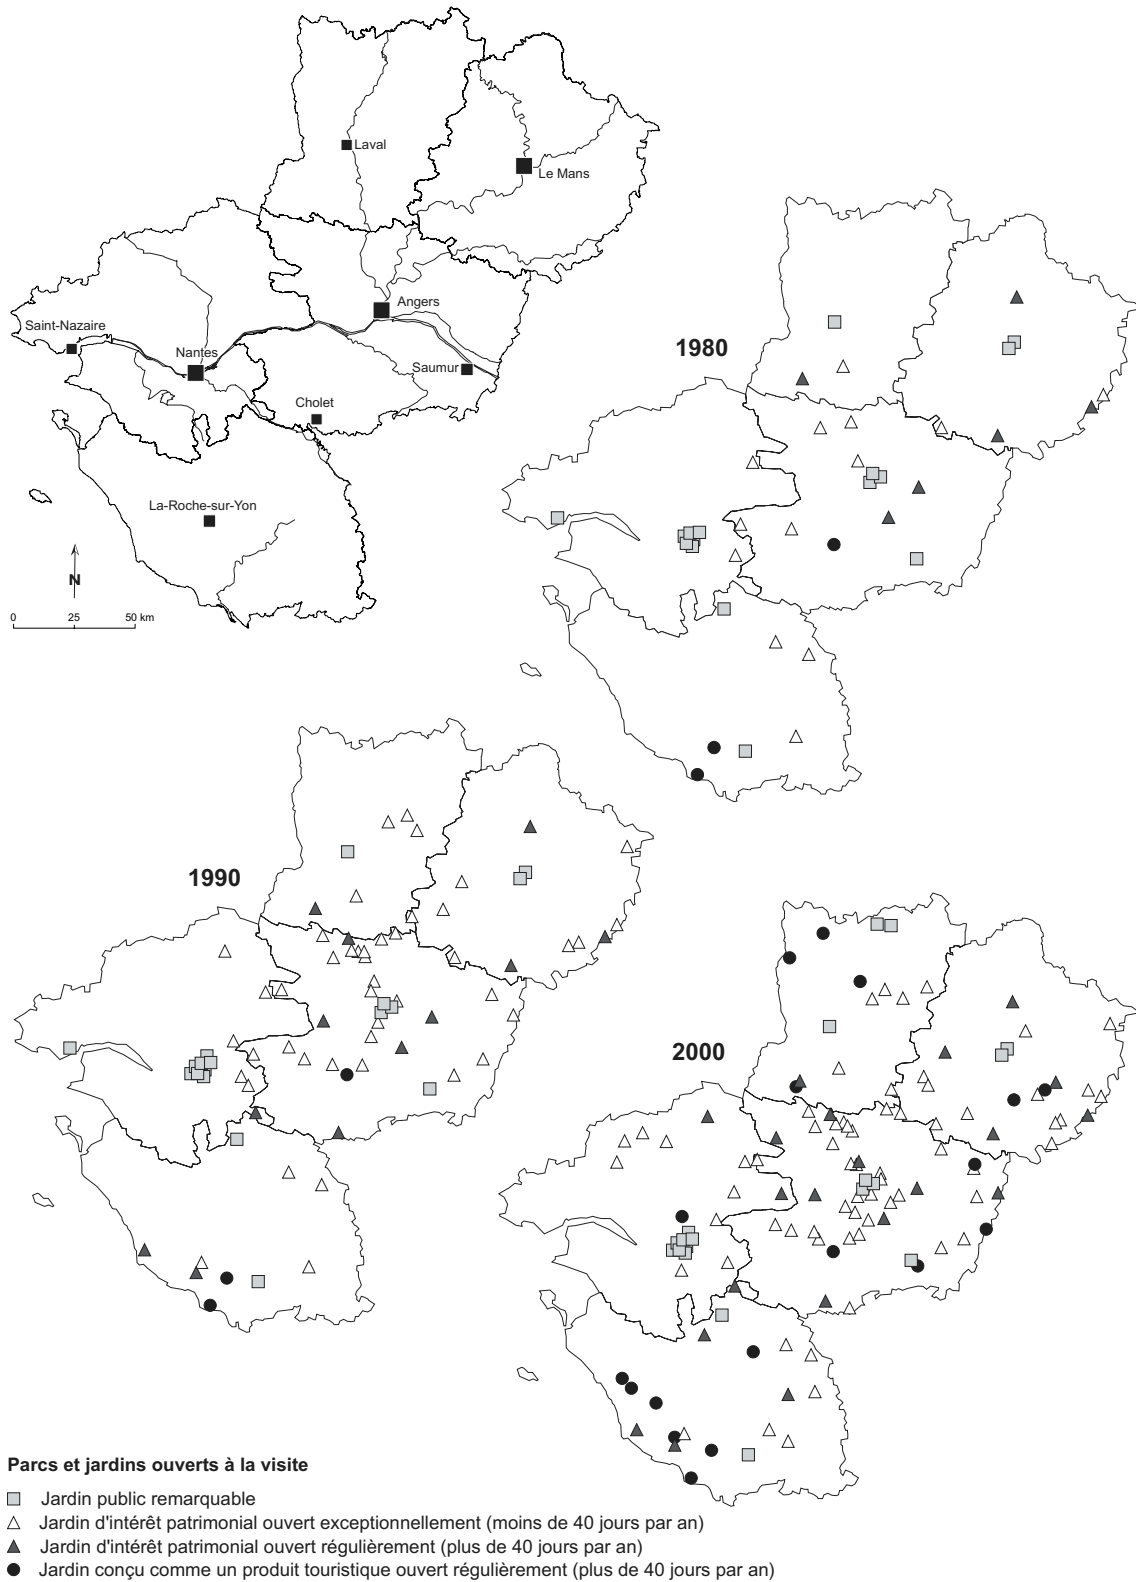 Laval
Le Mans
Angers
Saint-Nazaire
Nantes
Saumur
Cholet
La-Roche-sur-Yon
N
0 25 50 km
1980
1990
2000
Parcs et jardins ouverts à la visite
Jardin public remarquable
Jardin d'intérêt patrimonial ouvert exceptionnellement (moins de 40 jours par an)
Jardin d'intérêt patrimonial ouvert régulièrement (plus de 40 jours par an)
Jardin conçu comme un produit touristique ouvert régulièrement (plus de 40 jours par an)